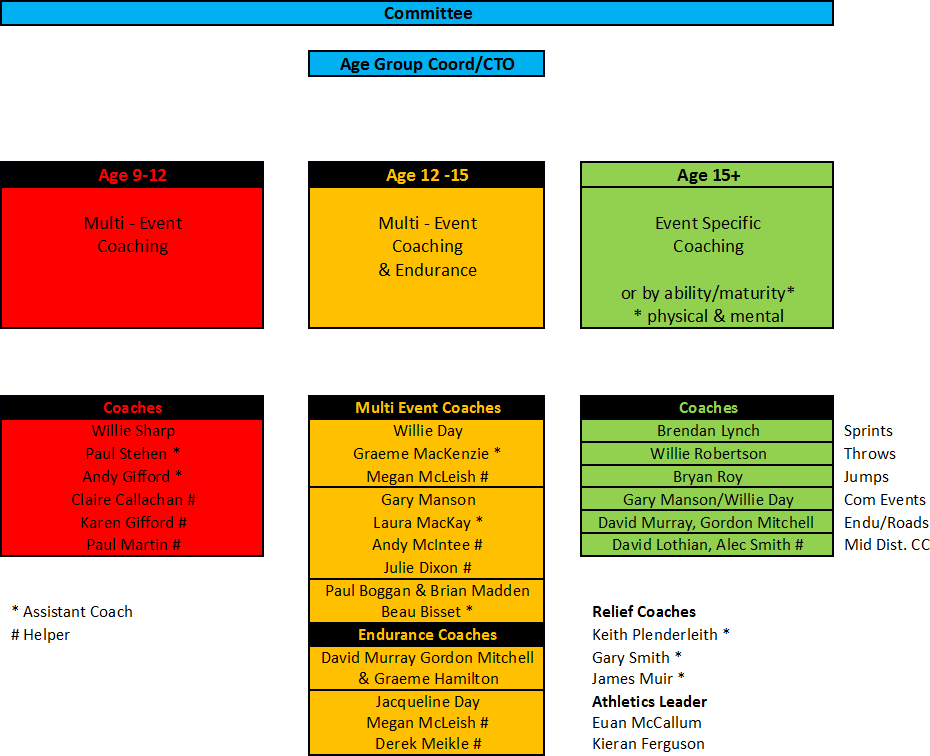 Committee
Age Group Coord/CTO
Age 9-12
Multi - Event
Coaching
Age 12 -15
Multi - Event
Coaching
& Endurance
Age 15+
Event Specific
Coaching
or by ability/maturity*
* physical & mental
Coaches
Willie Sharp
Paul Stehen *
Andy Gifford *
Claire Callachan #
Karen Gifford #
Paul Martin #
* Assistant Coach
# Helper
Multi Event Coaches
Willie Day
Graeme MacKenzie *
Megan McLeish #
Gary Manson
Laura MacKay *
Andy McIntee #
Julie Dixon #
Paul Boggan & Brian Madden
Beau Bisset *
Endurance Coaches
David Murray Gordon Mitchell
& Graeme Hamilton
Jacqueline Day
Megan McLeish #
Derek Meikle #
Coaches
Brendan Lynch Sprints
Willie Robertson Throws
Bryan Roy Jumps
Gary Manson/Willie Day Com Events
David Murray, Gordon Mitchell Endu/Roads
David Lothian, Alec Smith # Mid Dist. CC
Relief Coaches
Keith Plenderleith *
Gary Smith *
James Muir *
Athletics Leader
Euan McCallum
Kieran Ferguson